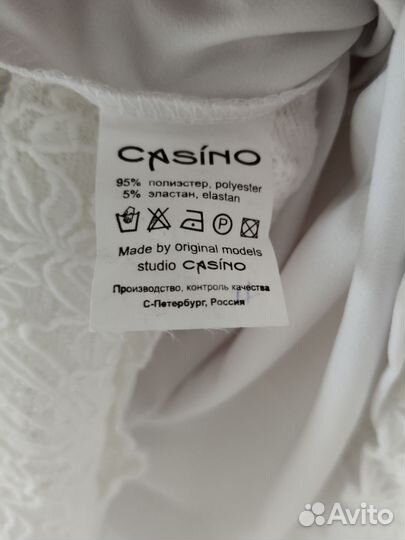 CASÍNO
95% полиэстер, polyester
5% эластан, elastan
P
Made by Original models
studio CASÍNO
Производство, контроль качества
С-Петербург, Россия
Avito